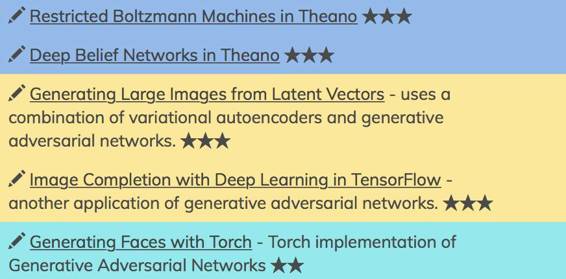 Restricted Boltzmann Machines in Theano ★★★
Deep Belief Networks in Theano ★★★
Generating Large Images from Latent Vectors - uses a
combination of variational autoencoders and generative
adversarial networks. ★★★
Image Completion with Deep Learning in TensorFlow -
another application of generative adversarial networks. ★★★
Generating Faces with Torch - Torch implementation of
Generative Adversarial Networks ★★